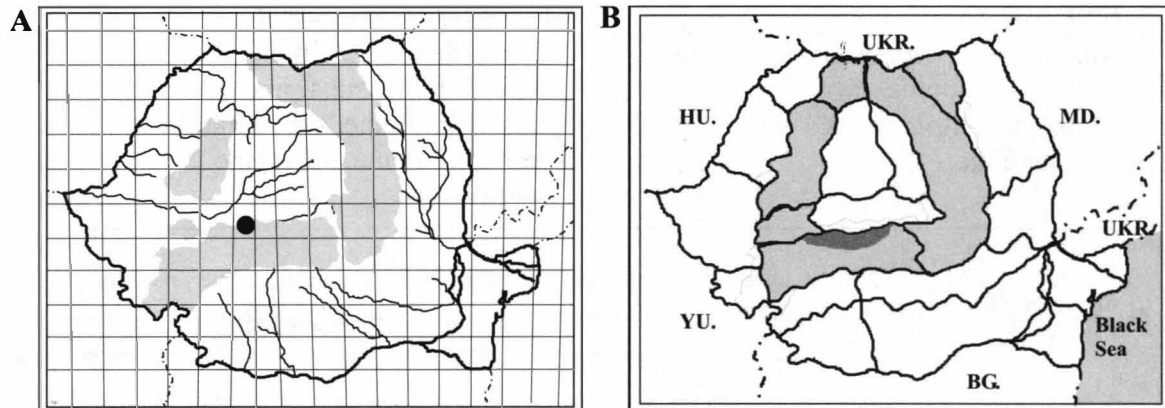 A
B
UKR.
HU.
MD.
UKR.
YU.
Black
Sea
BG.